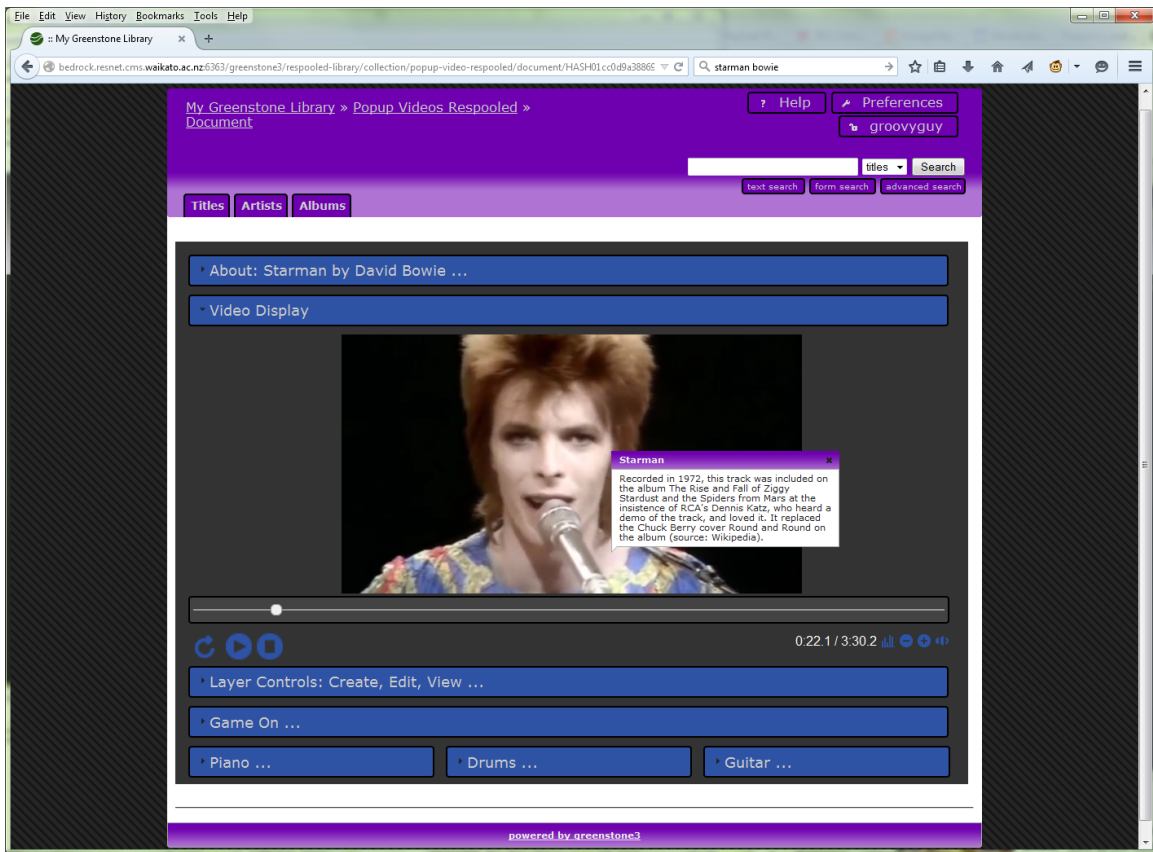 File Edit View History Bookmarks Tools Help
:: My Greenstone Library × +
bedrock.resnet.cms.waikato.ac.nz:6363/greenstone3/respooled-library/collection/popup-video-respooled/document/HASH01cc0d9a38869
starman bowie
My Greenstone Library » Popup Videos Respooled »
Document
? Help Preferences
groovyguy
titles Search
text search form search advanced search
Titles Artists Albums
About: Starman by David Bowie ...
Video Display
Starman ×
Recorded in 1972, this track was included on
the album The Rise and Fall of Ziggy
Stardust and the Spiders from Mars at the
insistence of RCA's Dennis Katz, who heard a
demo of the track, and loved it. It replaced
the Chuck Berry cover Round and Round on
the album (source: Wikipedia).
0:22.1 / 3:30.2
Layer Controls: Create, Edit, View ...
Game On ...
Piano ... Drums ... Guitar ...
powered by greenstone3